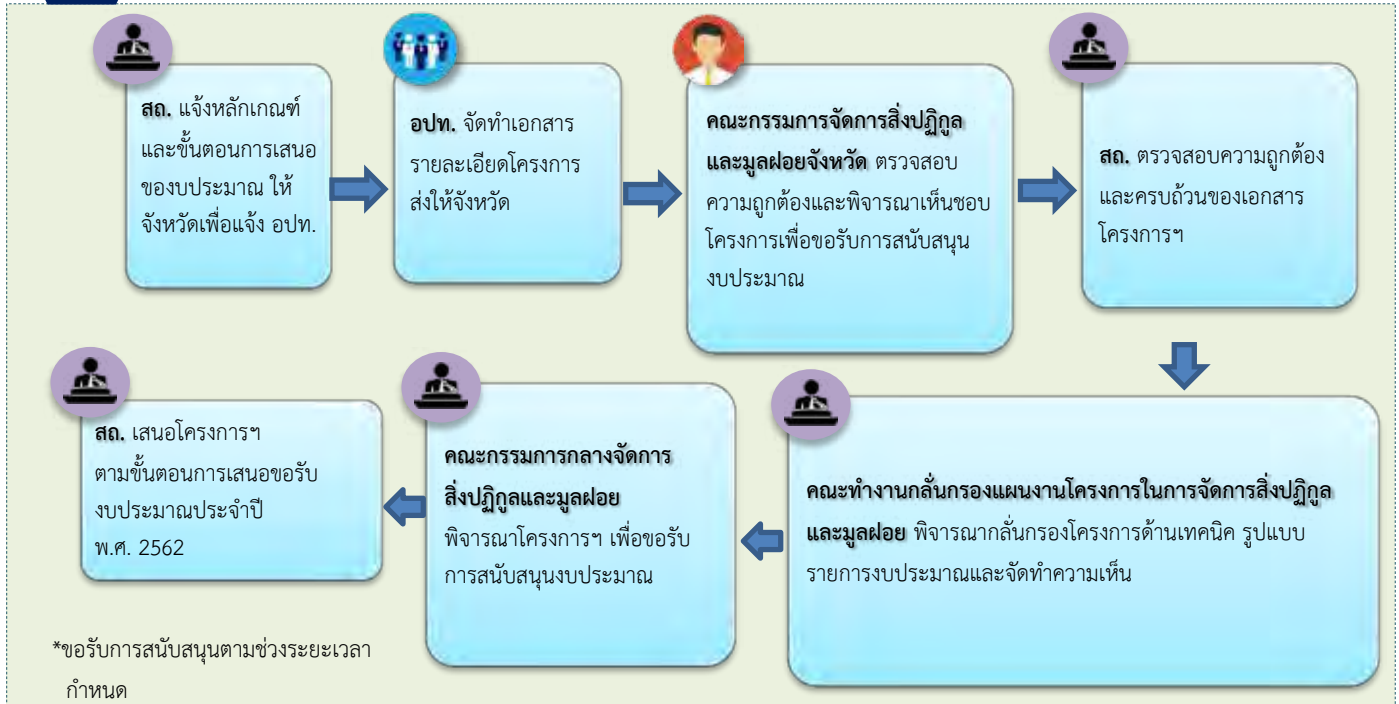 สถ. แจ้งหลักเกณฑ์
และขั้นตอนการเสนอ
ของบประมาณ ให้
จังหวัดเพื่อแจ้ง อปท.
อปท. จัดทำเอกสาร
รายละเอียดโครงการ
ส่งให้จังหวัด
คณะกรรมการจัดการสิ่งปฏิกูล
และมูลฝอยจังหวัด ตรวจสอบ
ความถูกต้องและพิจารณาเห็นชอบ
โครงการเพื่อขอรับการสนับสนุน
งบประมาณ
สถ. ตรวจสอบความถูกต้อง
และครบถ้วนของเอกสาร
โครงการฯ
คณะทำงานกลั่นกรองแผนงานโครงการในการจัดการสิ่งปฏิกูล
และมูลฝอย พิจารณากลั่นกรองโครงการด้านเทคนิค รูปแบบ
รายการงบประมาณและจัดทำความเห็น
คณะกรรมการกลางจัดการ
สิ่งปฏิกูลและมูลฝอย
พิจารณาโครงการฯ เพื่อขอรับ
การสนับสนุนงบประมาณ
สถ. เสนอโครงการฯ
ตามขั้นตอนการเสนอขอรับ
งบประมาณประจำปี
พ.ศ. 2562
*ขอรับการสนับสนุนตามช่วงระยะเวลา
กำหนด